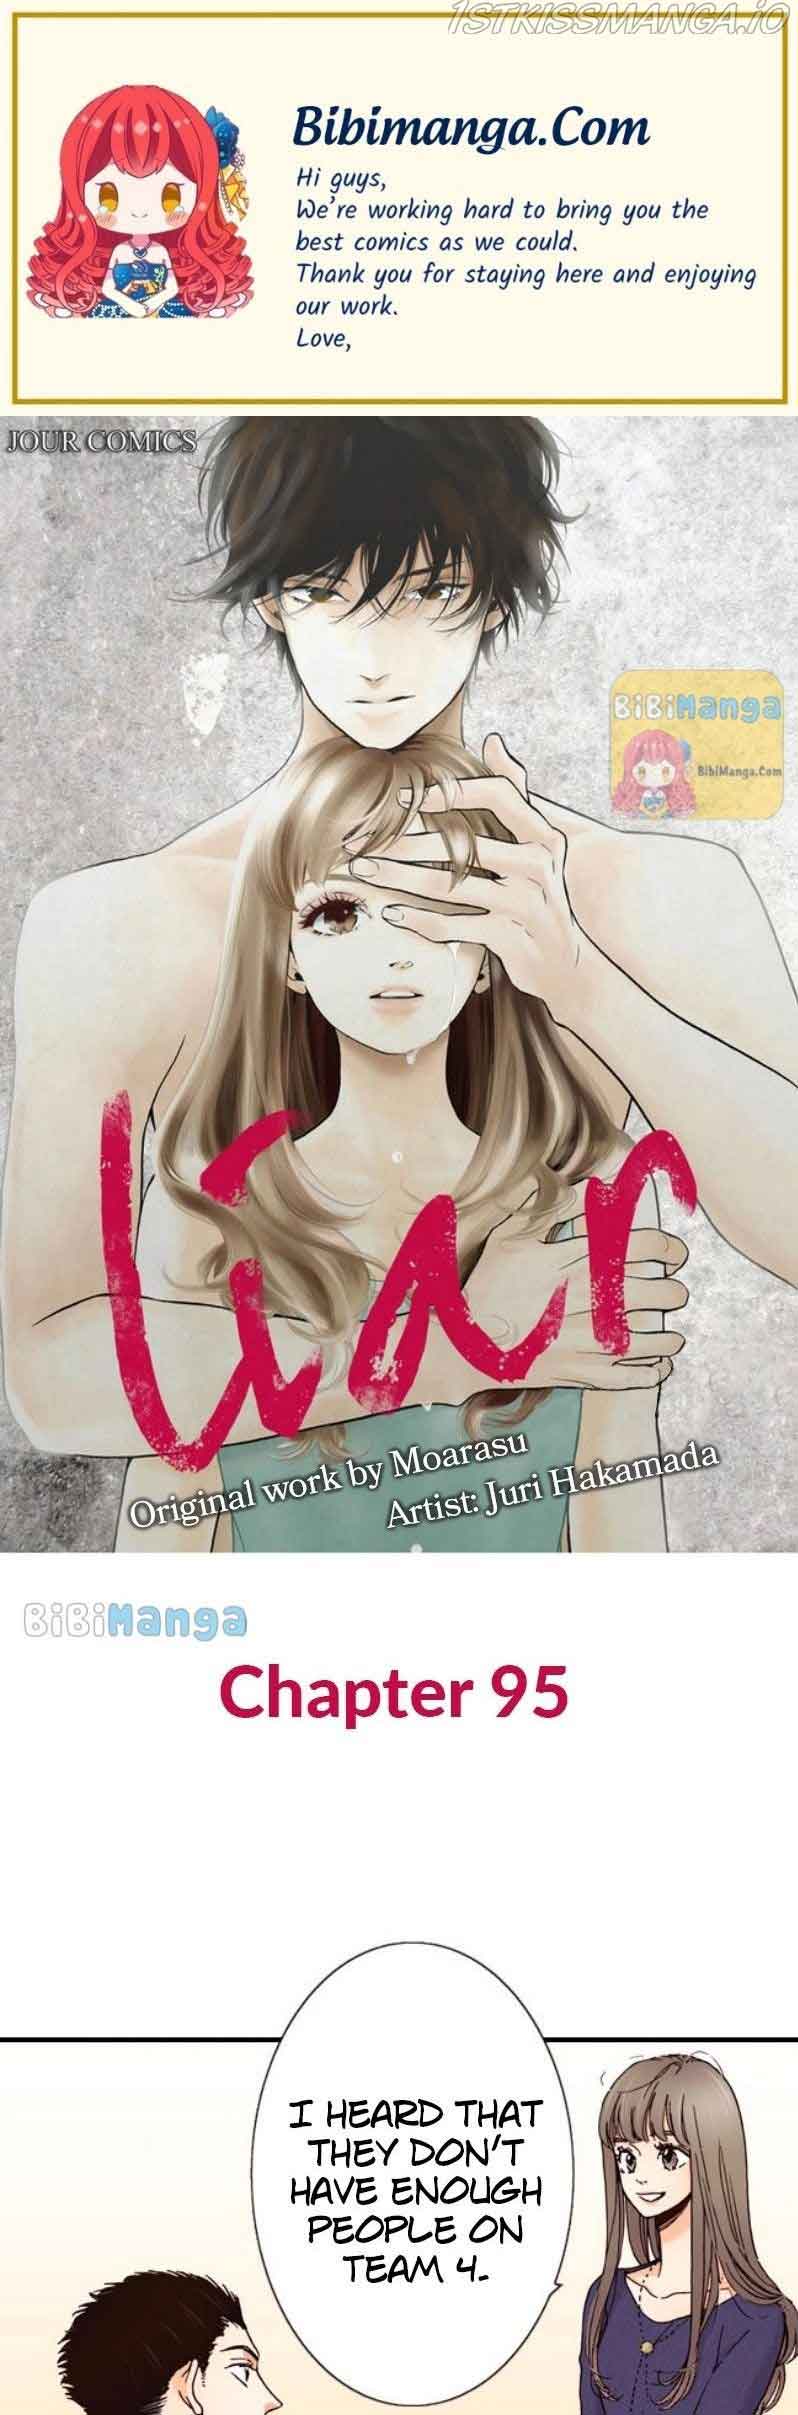 1STKISSMANGA.IO
Bibimanga.Com
Hi guys,
We're working hard to bring you the
best comics as we could.
Thank you for staying here and enjoying
our work.
Love,
JOUR COMICS
BiBiManga
BibiManga.Com
liar
Original work by Moarasu
Artist: Juri Hakamada
BiBiManga
Chapter 95
I HEARD THAT
THEY DON'T
HAVE ENOUGH
PEOPLE ON
TEAM 4.